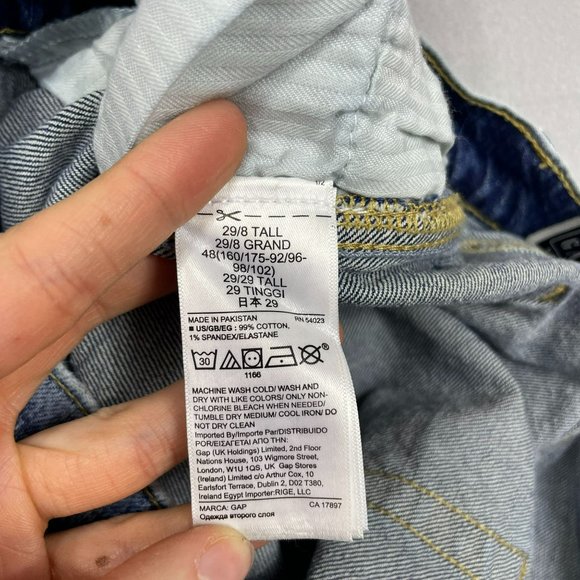 29/8 TALL
29/8 GRAND
48(160/175-92/96-
98/102)
29/29 TALL
29 TINGGI
日本 29
MADE IN PAKISTAN RN 54023
■ US/GB/EG : 99% COTTON.
1% SPANDEX/ELASTANE
30
1166
MACHINE WASH COLD/ WASH AND
DRY WITH LIKE COLORS/ ONLY NON-
CHLORINE BLEACH WHEN NEEDED/
TUMBLE DRY MEDIUM/ COOL IRON/ DO
NOT DRY CLEAN
Imported By/Importar Par/DISTRIBUIDO
POR/ΕΙΣΑΓΕΤΑΙ ΑΠΟ ΤΗΝ:
Gap (UK Holdings) Limited, 2nd Floor
Nations House, 103 Wigmore Street,
London, W1U 1QS, UK Gap Stores
(Ireland) Limited c/o Arthur Cox, 10
Earlsfort Terrace, Dublin 2, D02 T380,
Ireland Egypt Importer:RIGE, LLC
MARCA: GAP CA 17897
Одежда второго слоя